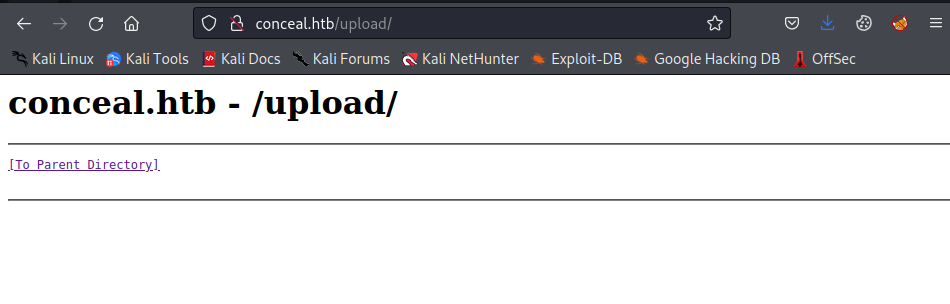 conceal.htb/upload/
Kali Linux Kali Tools Kali Docs Kali Forums Kali NetHunter Exploit-DB Google Hacking DB OffSec
conceal.htb - /upload/
[To Parent Directory]